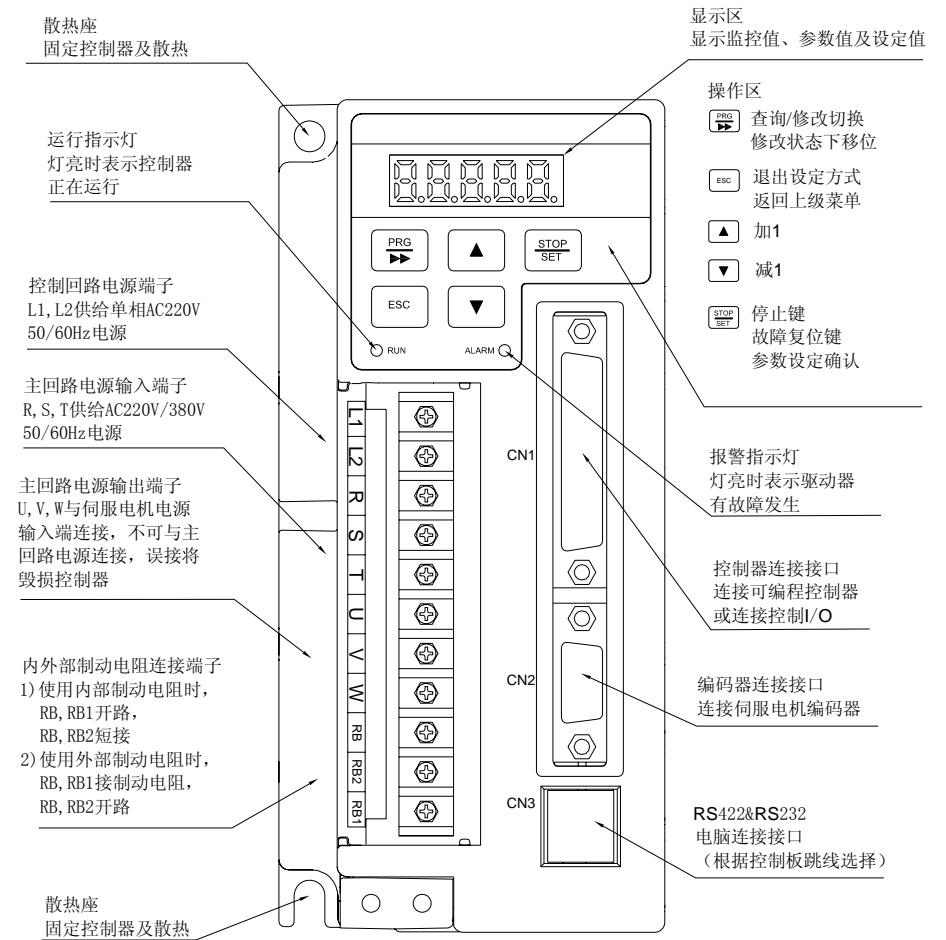 散热座
固定控制器及散热
运行指示灯
灯亮时表示控制器
正在运行
控制回路电源端子
L1,L2供给单相AC220V
50/60Hz电源
主回路电源输入端子
R,S,T供给AC220V/380V
50/60Hz电源
主回路电源输出端子
U,V,W与伺服电机电源
输入端连接，不可与主
回路电源连接，误接将
毁损控制器
内外部制动电阻连接端子
1)使用内部制动电阻时，
RB,RB1开路，
RB,RB2短接
2)使用外部制动电阻时，
RB,RB1接制动电阻，
RB,RB2开路
散热座
固定控制器及散热
8.8.8.8.8.
PRG
STOP
SET
ESC
RUN
ALARM
L1
L2
R
S
T
U
V
W
RB
RB2
RB1
CN1
CN2
CN3
显示区
显示监控值、参数值及设定值
操作区
PRG 查询/修改切换
修改状态下移位
ESC 退出设定方式
返回上级菜单
▲ 加1
▼ 减1
STOP SET 停止键
故障复位键
参数设定确认
报警指示灯
灯亮时表示驱动器
有故障发生
控制器连接接口
连接可编程控制器
或连接控制I/O
编码器连接接口
连接伺服电机编码器
RS422&RS232
电脑连接接口
（根据控制板跳线选择）